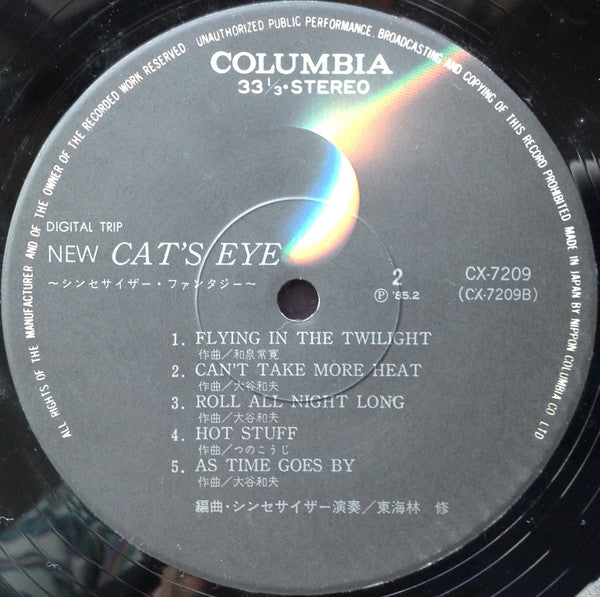 ALL RIGHTS OF THE MANUFACTURER AND OF THE OWNER OF THE RECORDED WORK RESERVED. UNAUTHORIZED PUBLIC PERFORMANCE. BROADCASTING AND COPYING OF THIS RECORD PROHIBITED MADE IN JAPAN BY NIPPON COLUMBIA CO LTD
COLUMBIA
33 1/3•STEREO
DIGITAL TRIP
NEW CAT'S EYE
～シンセサイザー・ファンタジー～
2
Ⓟ '85.2
CX-7209
(CX-7209B)
1. FLYING IN THE TWILIGHT
作曲／和泉常寛
2. CAN'T TAKE MORE HEAT
作曲／大谷和夫
3. ROLL ALL NIGHT LONG
作曲／大谷和夫
4. HOT STUFF
作曲／つのこうじ
5. AS TIME GOES BY
作曲／大谷和夫
編曲・シンセサイザー演奏／東海林 修